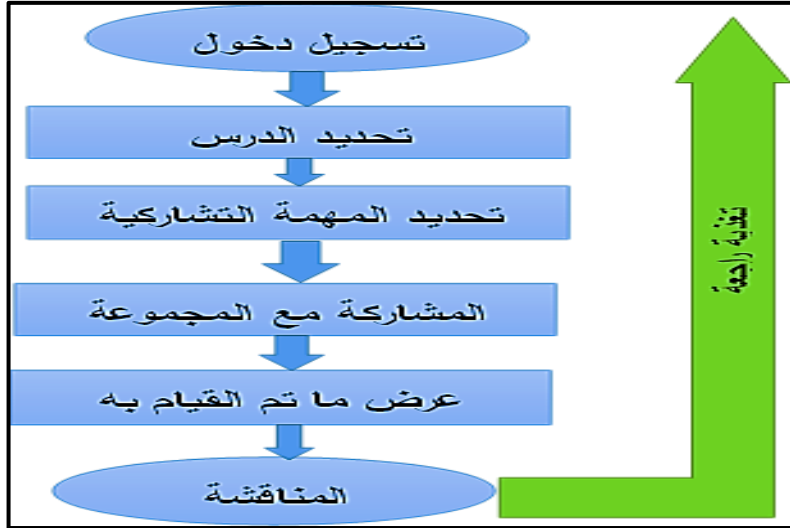 تسجيل دخول
تحديد الدرس
تحديد المهمة التشاركية
المشاركة مع المجموعة
عرض ما تم القيام به
المناقشة
تغذية راجعة